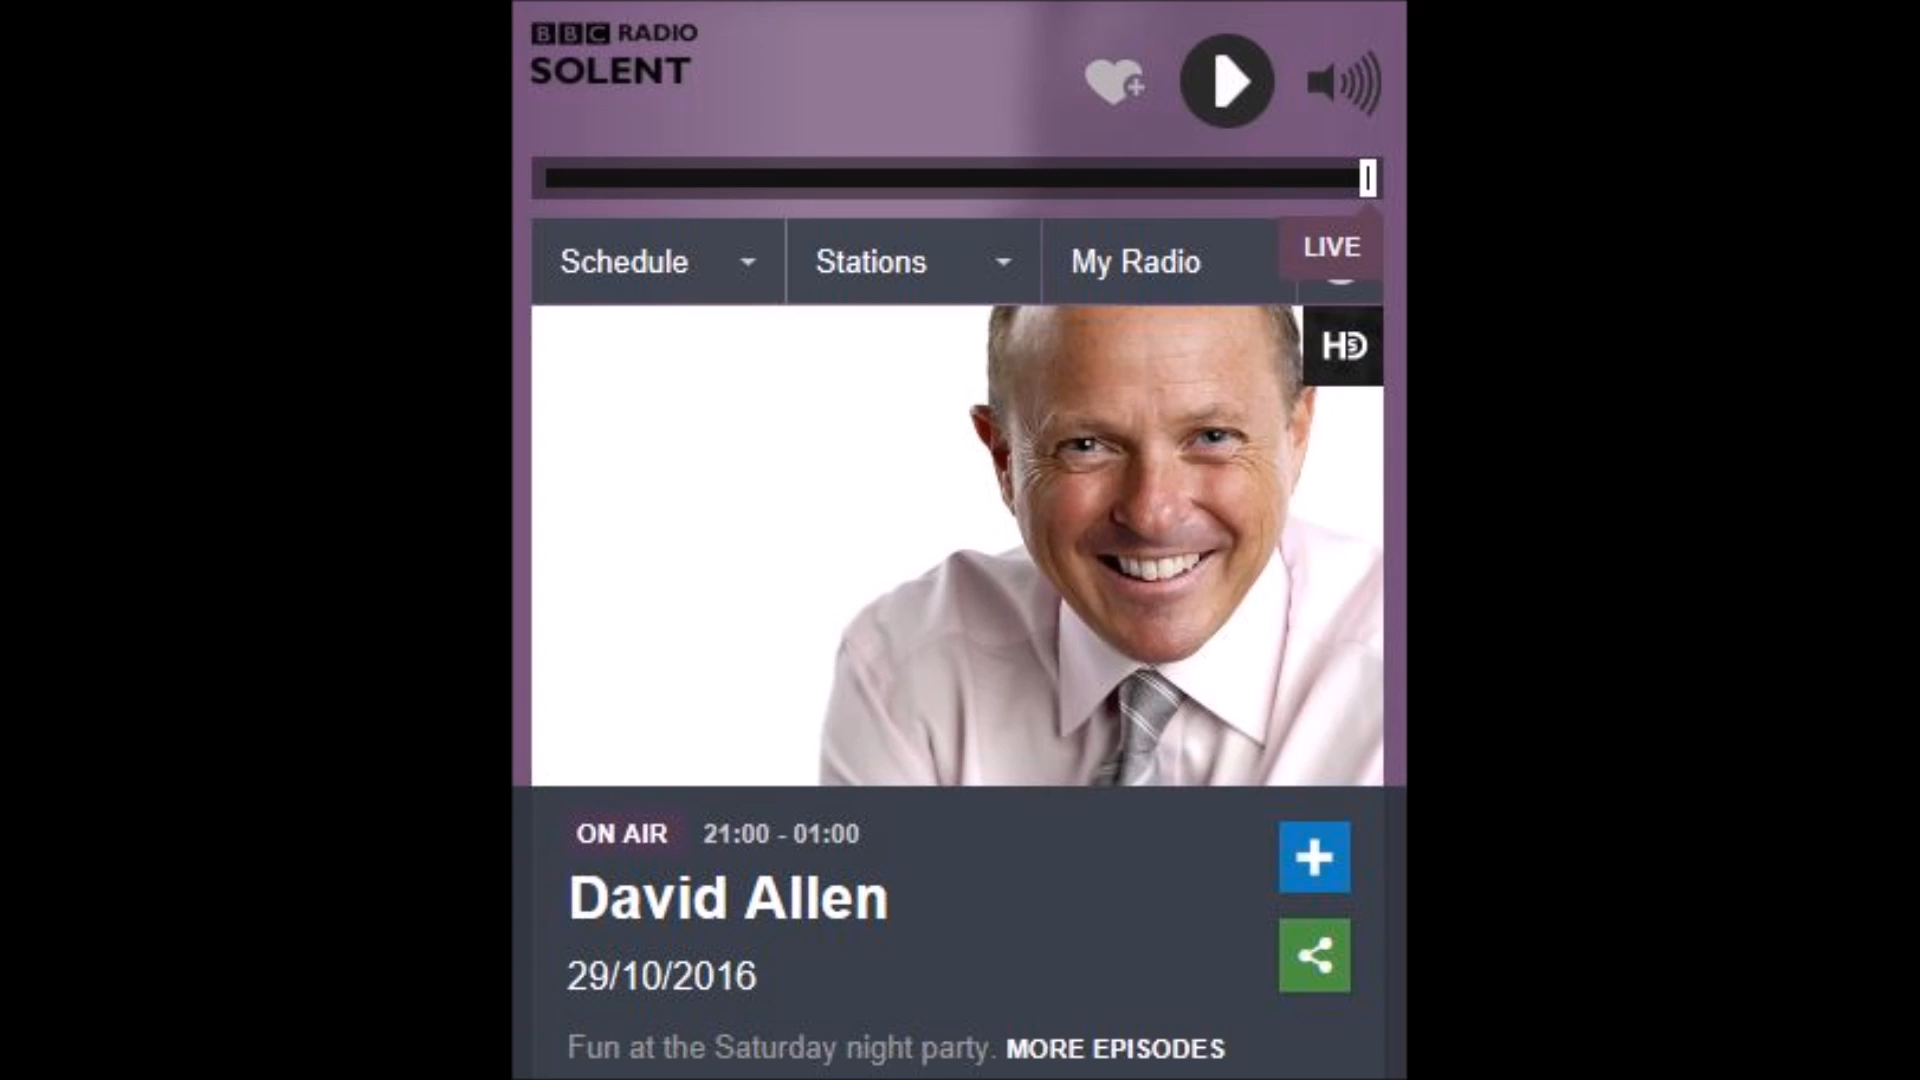 BBC RADIO
SOLENT
Schedule
Stations
My Radio
LIVE
HDs
ON AIR 21:00 - 01:00
David Allen
29/10/2016
Fun at the Saturday night party. MORE EPISODES